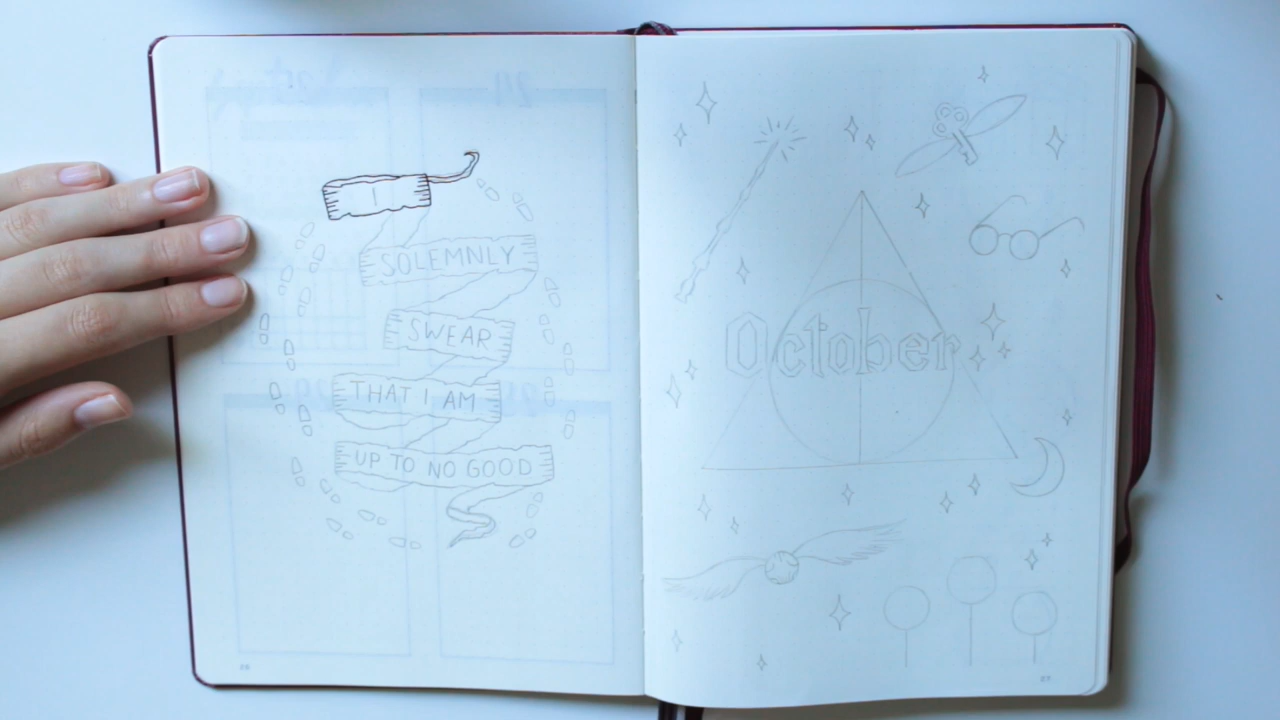 I
SOLEMNLY
SWEAR
THAT I AM
UP TO NO GOOD
October